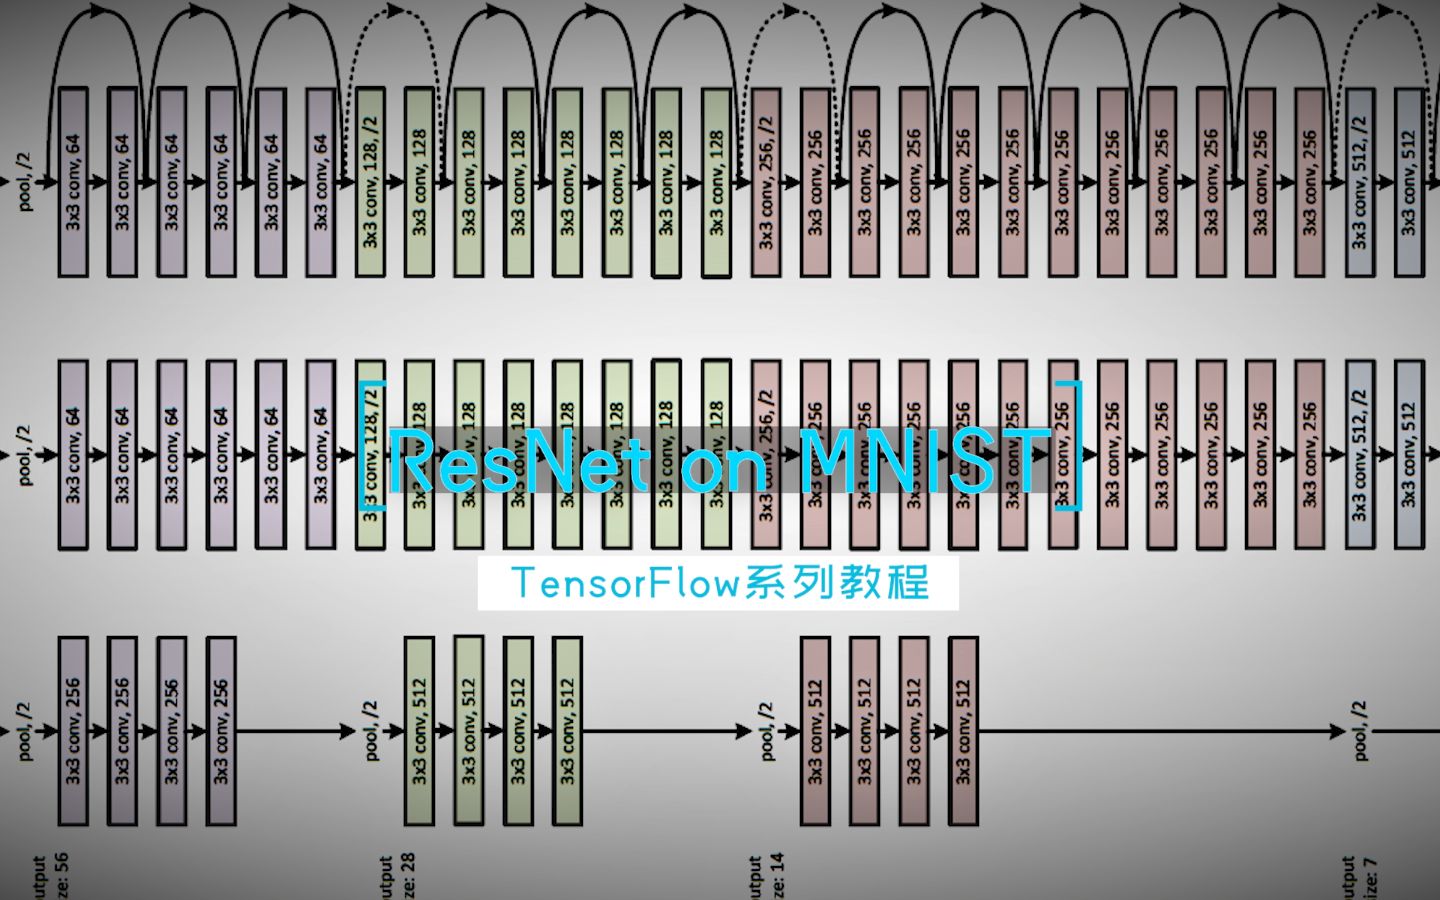 pool, /2
3x3 conv, 64
3x3 conv, 64
3x3 conv, 64
3x3 conv, 64
3x3 conv, 64
3x3 conv, 64
3x3 conv, 128, /2
3x3 conv, 128
3x3 conv, 128
3x3 conv, 128
3x3 conv, 128
3x3 conv, 128
3x3 conv, 128
3x3 conv, 128
3x3 conv, 256, /2
3x3 conv, 256
3x3 conv, 256
3x3 conv, 256
3x3 conv, 256
3x3 conv, 256
3x3 conv, 256
3x3 conv, 256
3x3 conv, 256
3x3 conv, 256
3x3 conv, 256
3x3 conv, 256
3x3 conv, 512, /2
3x3 conv, 512
pool, /2
3x3 conv, 64
3x3 conv, 64
3x3 conv, 64
3x3 conv, 64
3x3 conv, 64
3x3 conv, 64
3x3 conv, 128, /2
3x3 conv, 128
3x3 conv, 128
3x3 conv, 128
3x3 conv, 128
3x3 conv, 128
3x3 conv, 128
3x3 conv, 128
3x3 conv, 256, /2
3x3 conv, 256
3x3 conv, 256
3x3 conv, 256
3x3 conv, 256
3x3 conv, 256
3x3 conv, 256
3x3 conv, 256
3x3 conv, 256
3x3 conv, 256
3x3 conv, 256
3x3 conv, 256
3x3 conv, 512, /2
3x3 conv, 512
[ResNet on MNIST]
TensorFlow系列教程
pool, /2
3x3 conv, 256
3x3 conv, 256
3x3 conv, 256
3x3 conv, 256
pool, /2
3x3 conv, 512
3x3 conv, 512
3x3 conv, 512
3x3 conv, 512
pool, /2
3x3 conv, 512
3x3 conv, 512
3x3 conv, 512
3x3 conv, 512
pool, /2
utput
ze: 56
utput
ze: 28
utput
ze: 14
utput
ize: 7